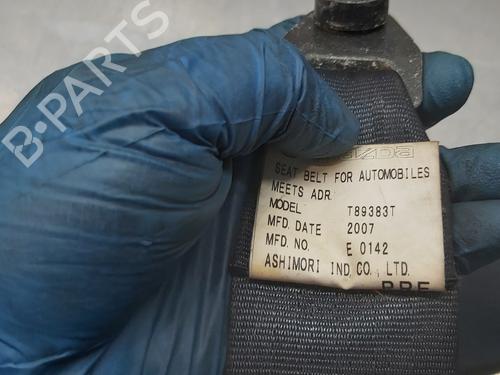 B-PARTS
mazda
SEAT BELT FOR AUTOMOBILES
MEETS ADR
MODEL T89383T
MFD. DATE 2007
MFD. NO. E 0142
ASHIMORI IND. CO., LTD.